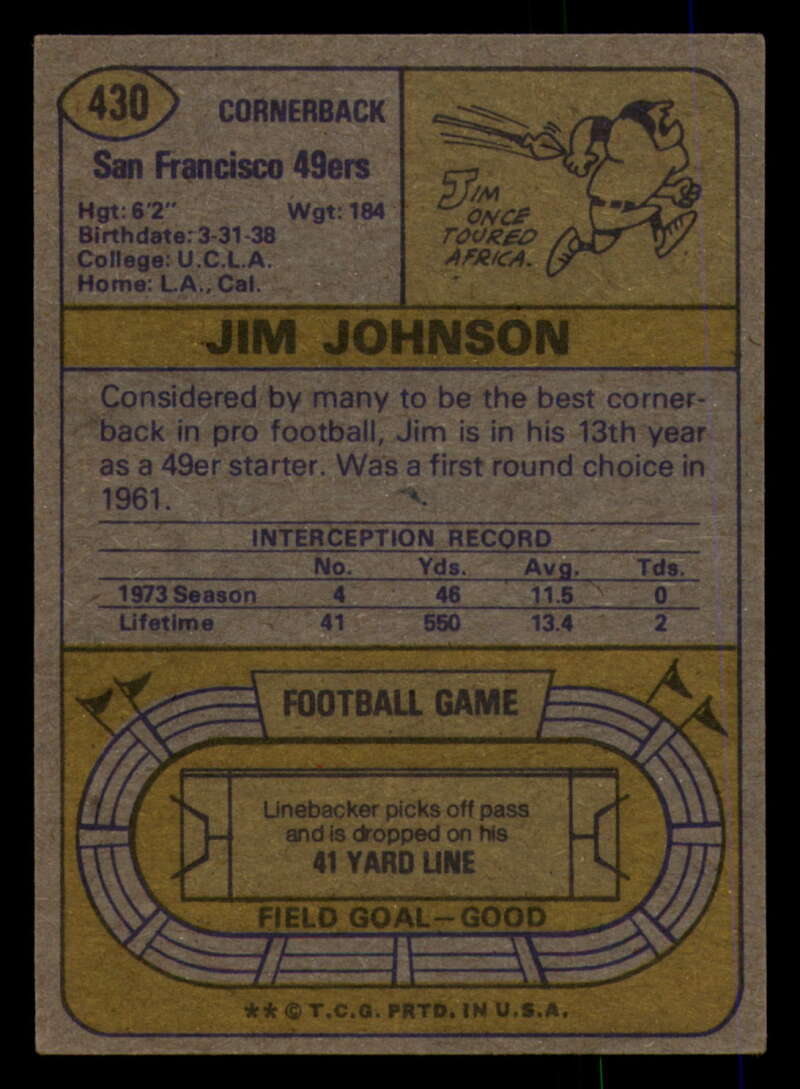 430
CORNERBACK
San Francisco 49ers
Hgt: 6'2" Wgt: 184
Birthdate: 3-31-38
College: U.C.L.A.
Home: L.A., Cal.
JIM
ONCE
TOURED
AFRICA.
JIM JOHNSON
Considered by many to be the best corner-
back in pro football, Jim is in his 13th year
as a 49er starter. Was a first round choice in
1961.
INTERCEPTION RECORD
No. Yds. Avg. Tds.
1973 Season 4 46 11.5 0
Lifetime 41 550 13.4 2
FOOTBALL GAME
Linebacker picks off pass
and is dropped on his
41 YARD LINE
FIELD GOAL—GOOD
** © T.C.G. PRTD. IN U.S.A.